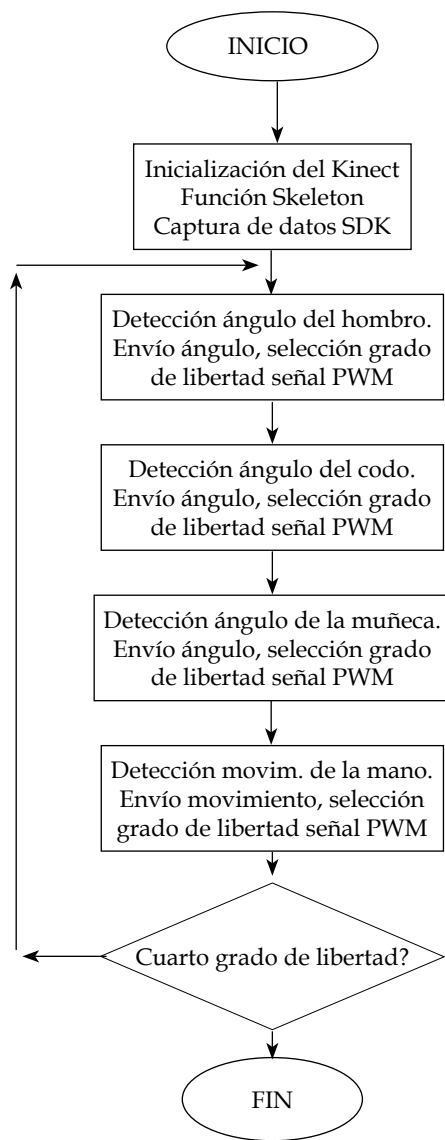 INICIO
Inicialización del Kinect
Función Skeleton
Captura de datos SDK
Detección ángulo del hombro.
Envío ángulo, selección grado
de libertad señal PWM
Detección ángulo del codo.
Envío ángulo, selección grado
de libertad señal PWM
Detección ángulo de la muñeca.
Envío ángulo, selección grado
de libertad señal PWM
Detección movim. de la mano.
Envío movimiento, selección
grado de libertad señal PWM
Cuarto grado de libertad?
FIN